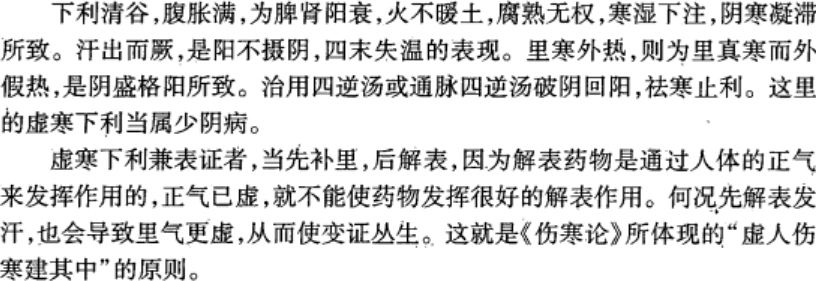 下利清谷，腹胀满，为脾肾阳衰，火不暖土，腐熟无权，寒湿下注，阴寒凝滞
所致。汗出而厥，是阳不摄阴，四末失温的表现。里寒外热，则为里真寒而外
假热，是阴盛格阳所致。治用四逆汤或通脉四逆汤破阴回阳，祛寒止利。这里
的虚寒下利当属少阴病。
虚寒下利兼表证者，当先补里，后解表，因为解表药物是通过人体的正气
来发挥作用的，正气已虚，就不能使药物发挥很好的解表作用。何况先解表发
汗，也会导致里气更虚，从而使变证丛生。这就是《伤寒论》所体现的“虚人伤
寒建其中”的原则。